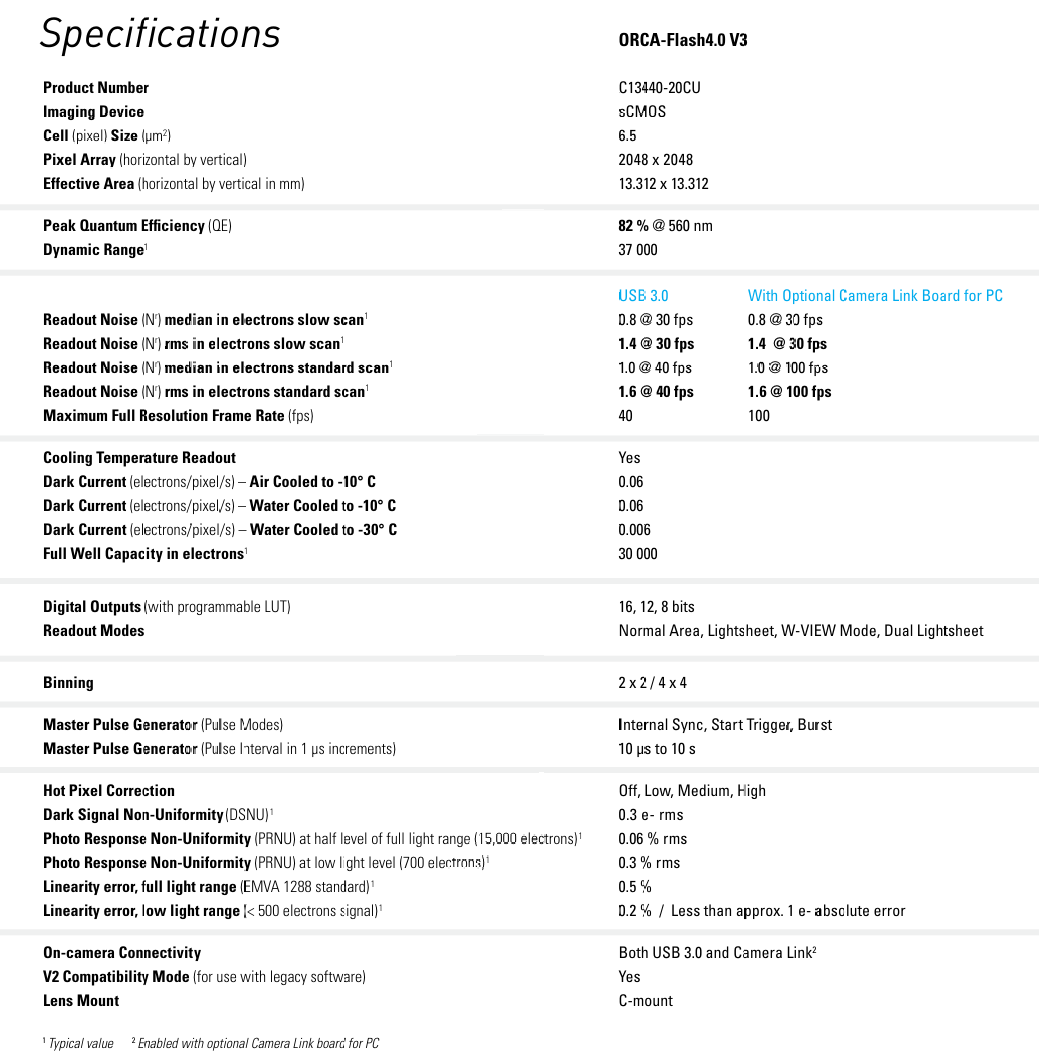 Specifications ORCA-Flash4.0 V3
Product Number C13440-20CU
Imaging Device sCMOS
Cell (pixel) Size (µm²) 6.5
Pixel Array (horizontal by vertical) 2048 x 2048
Effective Area (horizontal by vertical in mm) 13.312 x 13.312
Peak Quantum Efficiency (QE) 82 % @ 560 nm
Dynamic Range¹ 37 000
USB 3.0 With Optional Camera Link Board for PC
Readout Noise (Nʳ) median in electrons slow scan¹ 0.8 @ 30 fps 0.8 @ 30 fps
Readout Noise (Nʳ) rms in electrons slow scan¹ 1.4 @ 30 fps 1.4 @ 30 fps
Readout Noise (Nʳ) median in electrons standard scan¹ 1.0 @ 40 fps 1.0 @ 100 fps
Readout Noise (Nʳ) rms in electrons standard scan¹ 1.6 @ 40 fps 1.6 @ 100 fps
Maximum Full Resolution Frame Rate (fps) 40 100
Cooling Temperature Readout Yes
Dark Current (electrons/pixel/s) – Air Cooled to -10° C 0.06
Dark Current (electrons/pixel/s) – Water Cooled to -10° C 0.06
Dark Current (electrons/pixel/s) – Water Cooled to -30° C 0.006
Full Well Capacity in electrons¹ 30 000
Digital Outputs (with programmable LUT) 16, 12, 8 bits
Readout Modes Normal Area, Lightsheet, W-VIEW Mode, Dual Lightsheet
Binning 2 x 2 / 4 x 4
Master Pulse Generator (Pulse Modes) Internal Sync, Start Trigger, Burst
Master Pulse Generator (Pulse Interval in 1 µs increments) 10 µs to 10 s
Hot Pixel Correction Off, Low, Medium, High
Dark Signal Non-Uniformity (DSNU)¹ 0.3 e- rms
Photo Response Non-Uniformity (PRNU) at half level of full light range (15,000 electrons)¹ 0.06 % rms
Photo Response Non-Uniformity (PRNU) at low light level (700 electrons)¹ 0.3 % rms
Linearity error, full light range (EMVA 1288 standard)¹ 0.5 %
Linearity error, low light range (< 500 electrons signal)¹ 0.2 % / Less than approx. 1 e- absolute error
On-camera Connectivity Both USB 3.0 and Camera Link²
V2 Compatibility Mode (for use with legacy software) Yes
Lens Mount C-mount
¹ Typical value ² Enabled with optional Camera Link board for PC